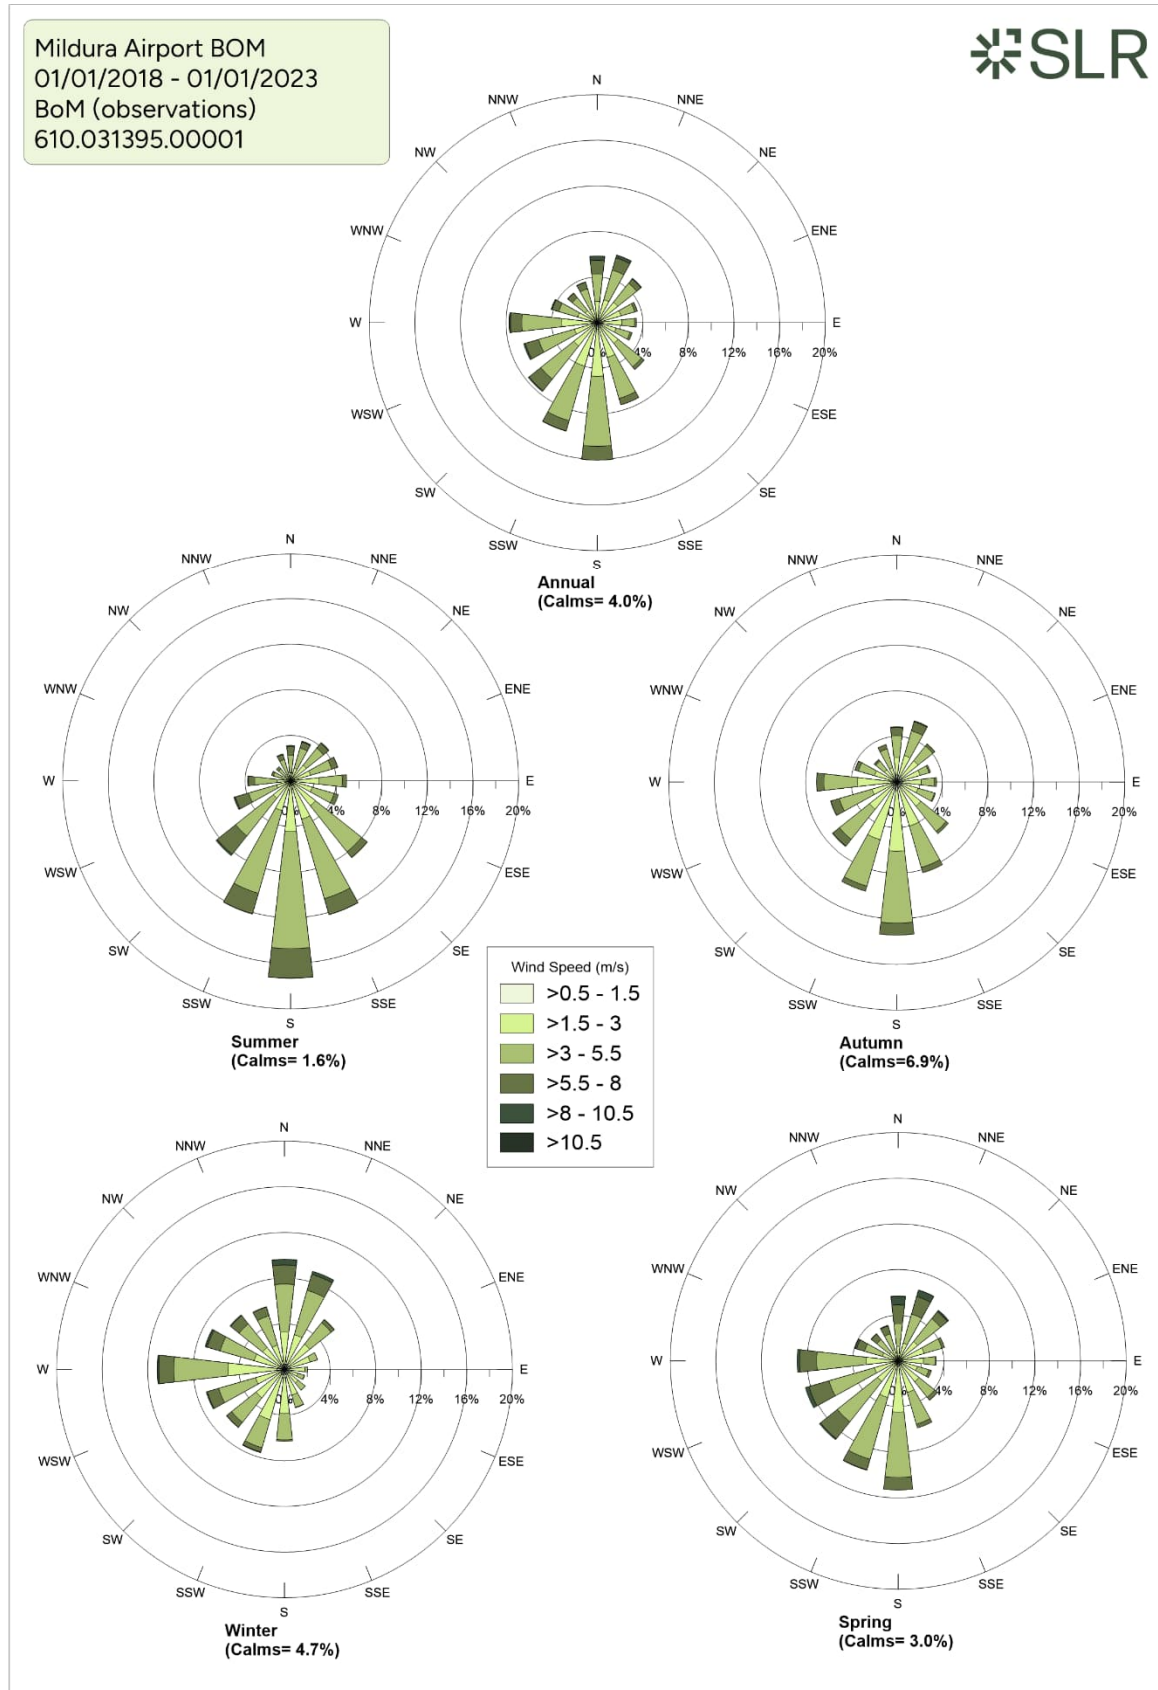 Mildura Airport BOM
01/01/2018 - 01/01/2023
BoM (observations)
610.031395.00001
SLR
N
NNW
NNE
NW
NE
WNW
ENE
W
E
0%
4%
8%
12%
16%
20%
WSW
ESE
SW
SE
SSW
SSE
S
Annual
(Calms= 4.0%)
N
NNW
NNE
NW
NE
WNW
ENE
W
E
0%
4%
8%
12%
16%
20%
WSW
ESE
SW
SE
SSW
SSE
S
Summer
(Calms= 1.6%)
N
NNW
NNE
NW
NE
WNW
ENE
W
E
0%
4%
8%
12%
16%
20%
WSW
ESE
SW
SE
SSW
SSE
S
Autumn
(Calms=6.9%)
Wind Speed (m/s)
>0.5 - 1.5
>1.5 - 3
>3 - 5.5
>5.5 - 8
>8 - 10.5
>10.5
N
NNW
NNE
NW
NE
WNW
ENE
W
E
0%
4%
8%
12%
16%
20%
WSW
ESE
SW
SE
SSW
SSE
S
Winter
(Calms= 4.7%)
N
NNW
NNE
NW
NE
WNW
ENE
W
E
0%
4%
8%
12%
16%
20%
WSW
ESE
SW
SE
SSW
SSE
S
Spring
(Calms= 3.0%)